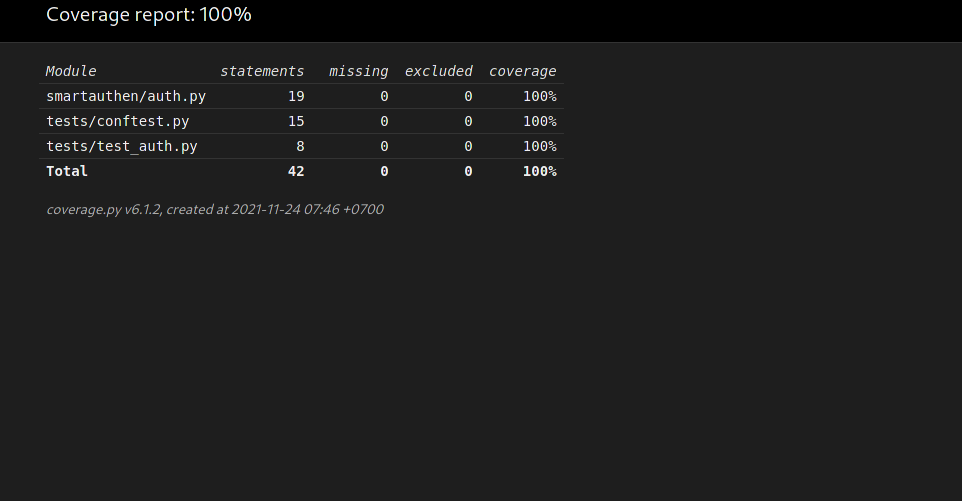 Coverage report: 100%
Module statements missing excluded coverage
smartauthen/auth.py 19 0 0 100%
tests/conftest.py 15 0 0 100%
tests/test_auth.py 8 0 0 100%
Total 42 0 0 100%
coverage.py v6.1.2, created at 2021-11-24 07:46 +0700